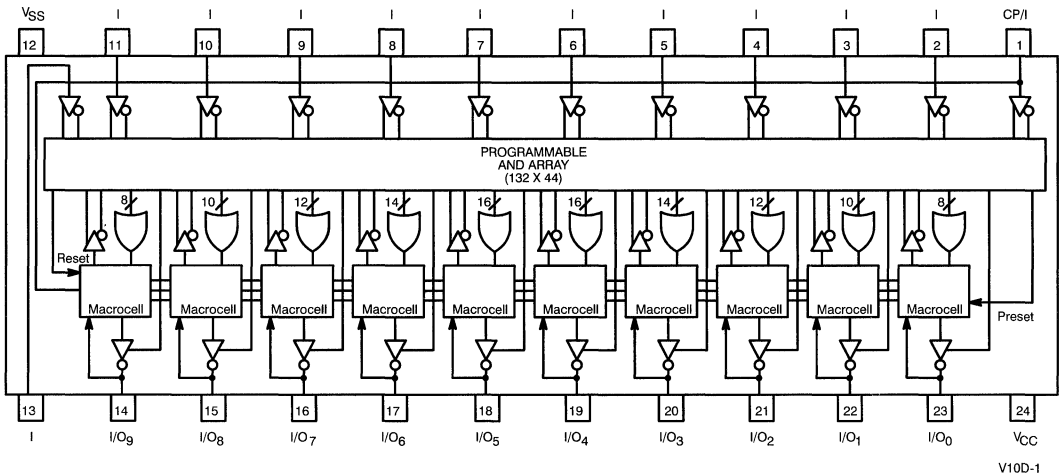 VSS I I I I I I I I I I CP/I
12 11 10 9 8 7 6 5 4 3 2 1
PROGRAMMABLE
AND ARRAY
(132 X 44)
8 10 12 14 16 16 14 12 10 8
Reset
Macrocell Macrocell Macrocell Macrocell Macrocell Macrocell Macrocell Macrocell Macrocell Macrocell
Preset
13 14 15 16 17 18 19 20 21 22 23 24
I I/O9 I/O8 I/O7 I/O6 I/O5 I/O4 I/O3 I/O2 I/O1 I/O0 VCC
V10D-1